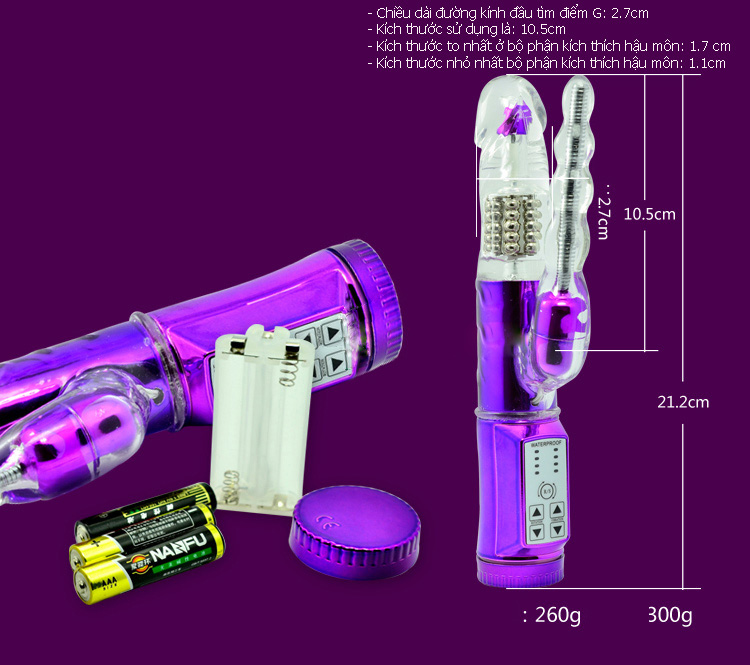 - Chiều dài đường kính đầu tìm điểm G: 2.7cm
- Kích thước sử dụng là: 10.5cm
- Kích thước to nhất ở bộ phận kích thích hậu môn: 1.7 cm
- Kích thước nhỏ nhất bộ phận kích thích hậu môn: 1.1cm
: 2.7cm
10.5cm
21.2cm
WATERPROOF
CE
NANFU
AAA
: 260g
300g